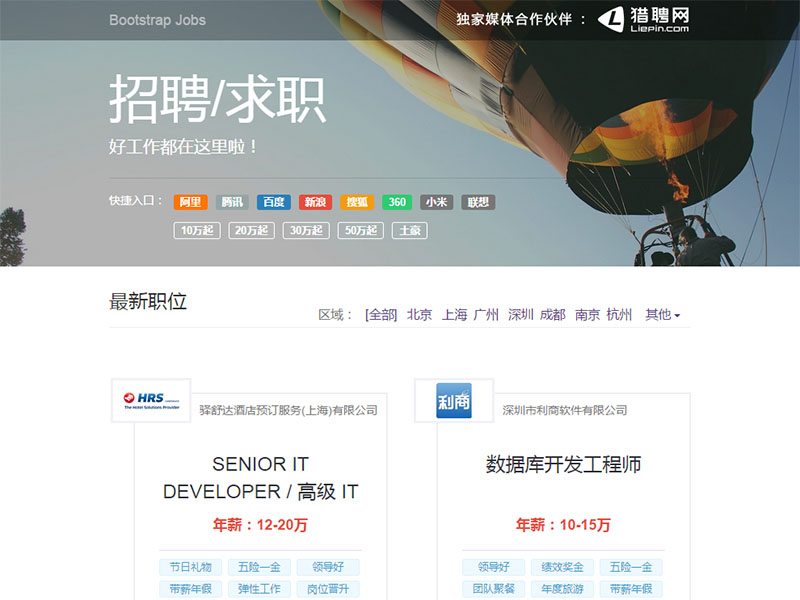 Bootstrap Jobs
独家媒体合作伙伴 ： 猎聘网
Liepin.com
招聘/求职
好工作都在这里啦！
快捷入口： 阿里 腾讯 百度 新浪 搜狐 360 小米 联想
10万起 20万起 30万起 50万起 土豪
最新职位
区域： [全部] 北京 上海 广州 深圳 成都 南京 杭州 其他
HRS
The Hotel Solutions Provider
驿舒达酒店预订服务(上海)有限公司
SENIOR IT
DEVELOPER / 高级 IT
年薪：12-20万
节日礼物 五险一金 领导好
带薪年假 弹性工作 岗位晋升
利商
深圳市利商软件有限公司
数据库开发工程师
年薪：10-15万
领导好 绩效奖金 五险一金
团队聚餐 年度旅游 带薪年假